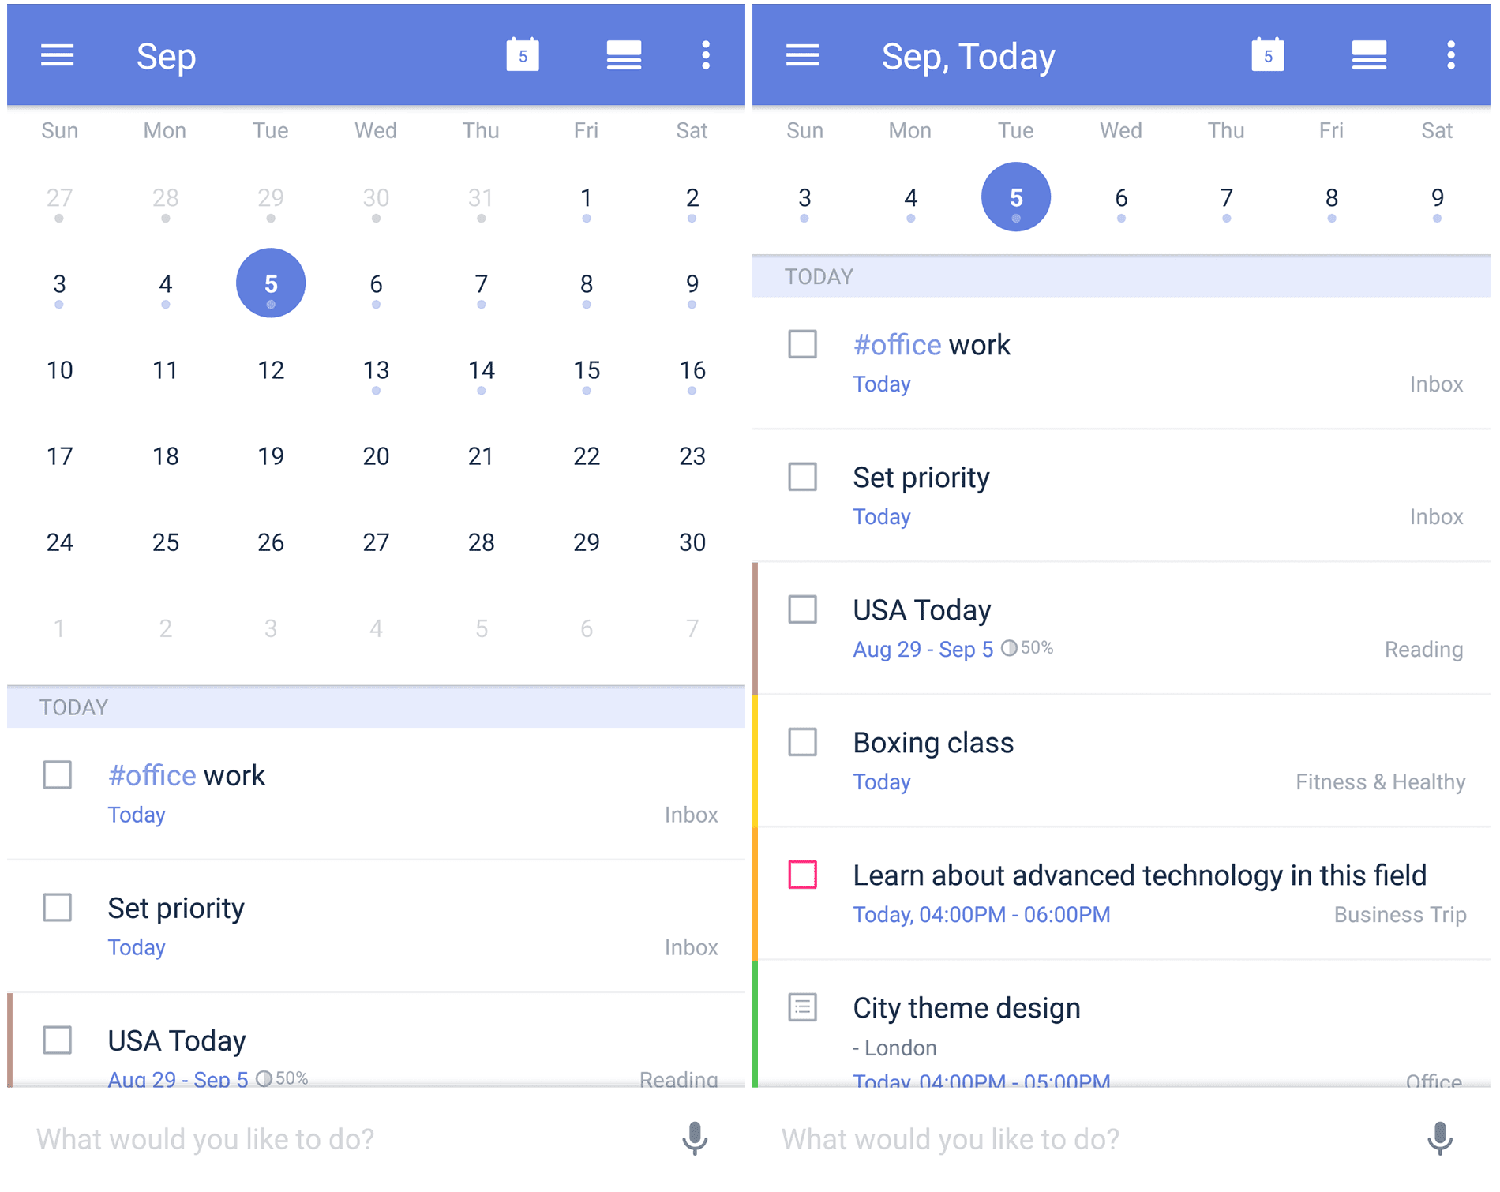 Sep
5
Sun Mon Tue Wed Thu Fri Sat
27 28 29 30 31 1 2
3 4 5 6 7 8 9
10 11 12 13 14 15 16
17 18 19 20 21 22 23
24 25 26 27 28 29 30
1 2 3 4 5 6 7
TODAY
#office work
Today Inbox
Set priority
Today Inbox
USA Today
Aug 29 - Sep 5 50% Reading
What would you like to do?
Sep, Today
5
Sun Mon Tue Wed Thu Fri Sat
3 4 5 6 7 8 9
TODAY
#office work
Today Inbox
Set priority
Today Inbox
USA Today
Aug 29 - Sep 5 50% Reading
Boxing class
Today Fitness & Healthy
Learn about advanced technology in this field
Today, 04:00PM - 06:00PM Business Trip
City theme design
- London
Today, 04:00PM - 05:00PM Office
What would you like to do?